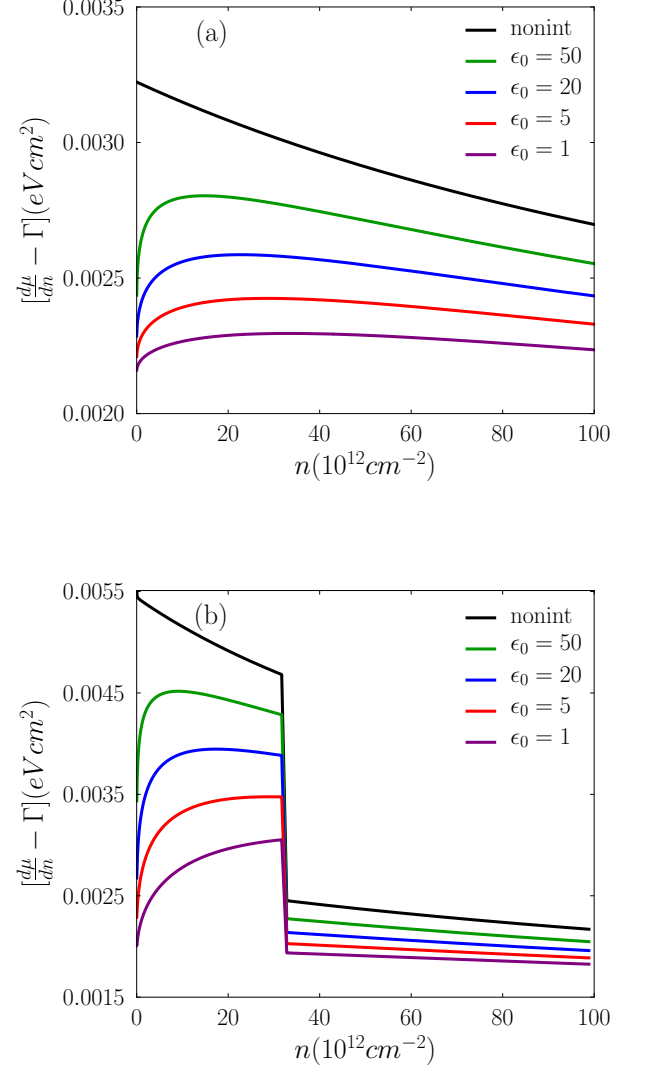 0.0035
(a)
nonint
ϵ₀ = 50
ϵ₀ = 20
ϵ₀ = 5
ϵ₀ = 1
0.0030
0.0025
0.0020
[dμ/dn − Γ](eV cm²)
0 20 40 60 80 100
n(10¹²cm⁻²)
0.0055
(b)
nonint
ϵ₀ = 50
ϵ₀ = 20
ϵ₀ = 5
ϵ₀ = 1
0.0045
0.0035
0.0025
0.0015
[dμ/dn − Γ](eV cm²)
0 20 40 60 80 100
n(10¹²cm⁻²)